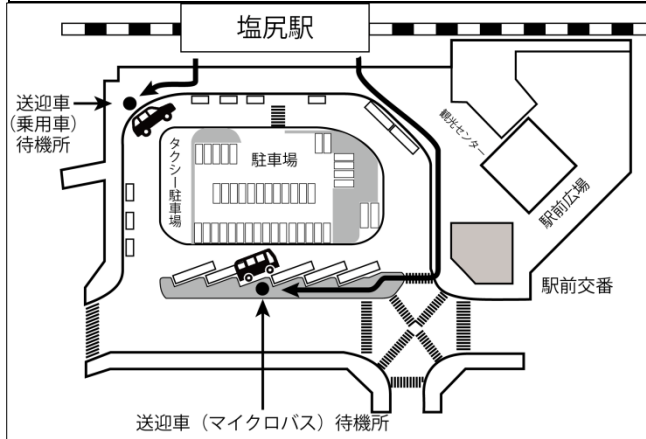 塩尻駅
送迎車
（乗用車）
待機所
タクシー駐車場
駐車場
観光センター
駅前広場
駅前交番
送迎車（マイクロバス）待機所